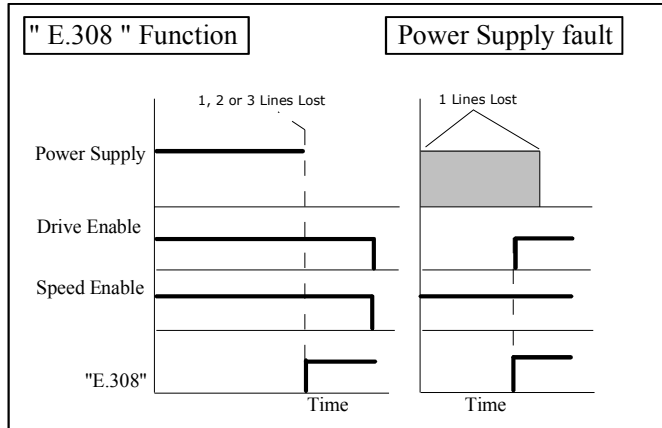 " E.308 " Function
Power Supply fault
1, 2 or 3 Lines Lost
1 Lines Lost
Power Supply
Drive Enable
Speed Enable
"E.308"
Time
Time